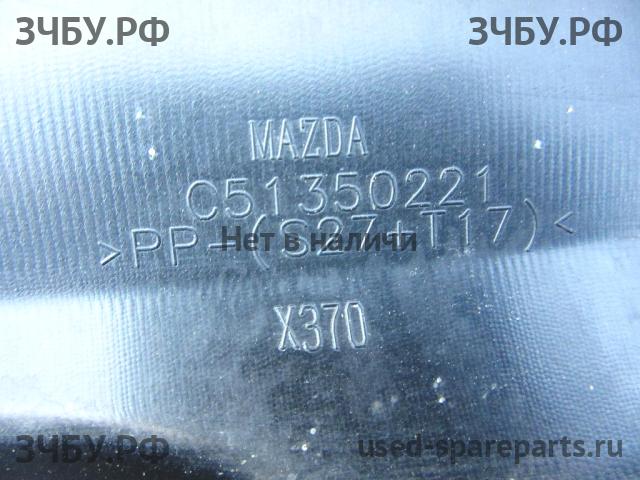 ЗЧБУ.РФ ЗЧБУ.РФ
MAZDA
C51350221
>PP-(S27+T17)<
Нет в наличи
X370
ЗЧБУ.РФ used-spareparts.ru